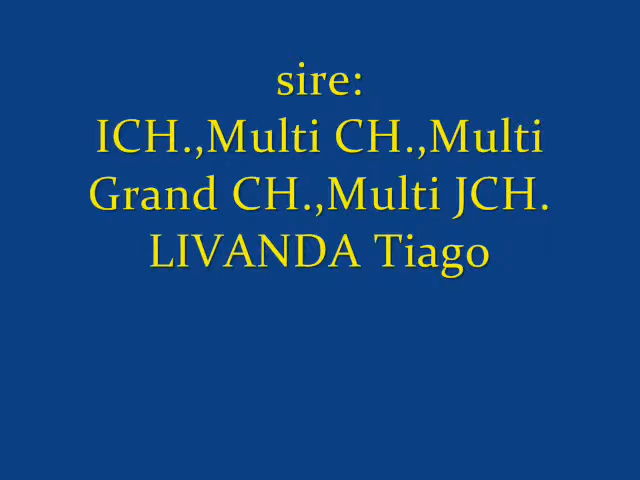 sire:
ICH.,Multi CH.,Multi
Grand CH.,Multi JCH.
LIVANDA Tiago